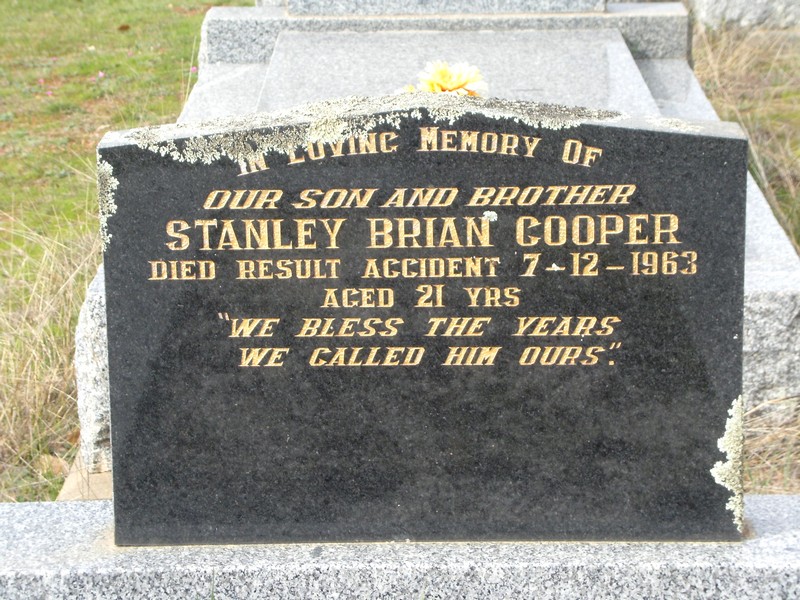 IN LOVING MEMORY OF
OUR SON AND BROTHER
STANLEY BRIAN COOPER
DIED RESULT ACCIDENT 7-12-1963
AGED 21 YRS
"WE BLESS THE YEARS
WE CALLED HIM OURS".